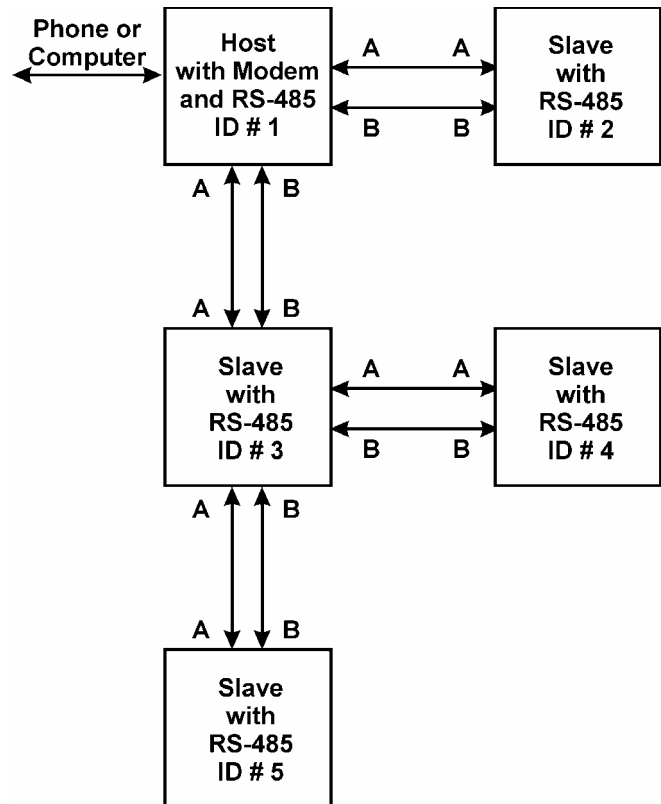 Phone or
Computer
Host
with Modem
and RS-485
ID # 1
A A
B B
Slave
with
RS-485
ID # 2
A B
A B
Slave
with
RS-485
ID # 3
A A
B B
Slave
with
RS-485
ID # 4
A B
A B
Slave
with
RS-485
ID # 5